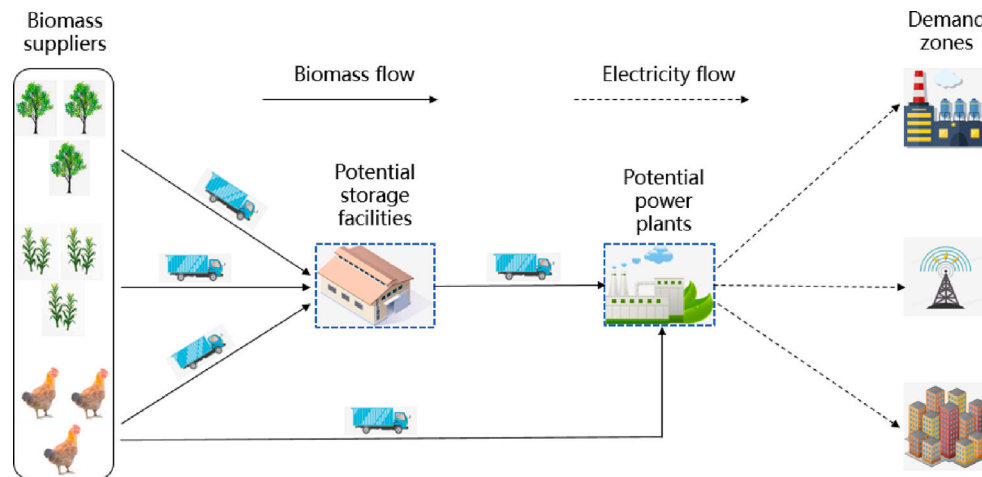 Biomass
suppliers
Biomass flow
Electricity flow
Demand
zones
Potential
storage
facilities
Potential
power
plants